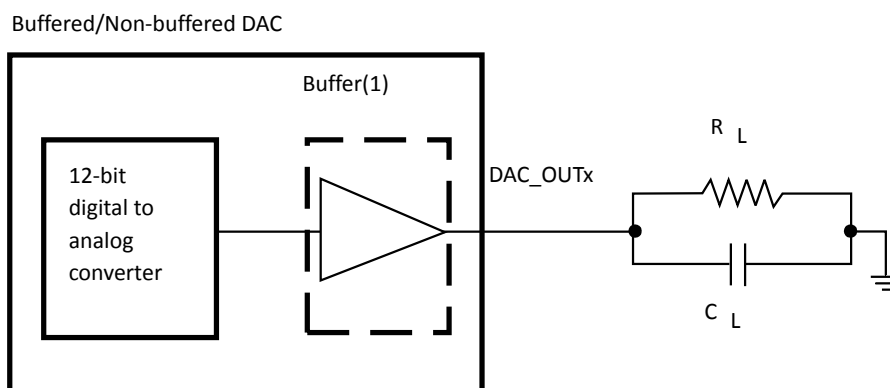 Buffered/Non-buffered DAC
Buffer(1)
12-bit
digital to
analog
converter
DAC_OUTx
R L
C L